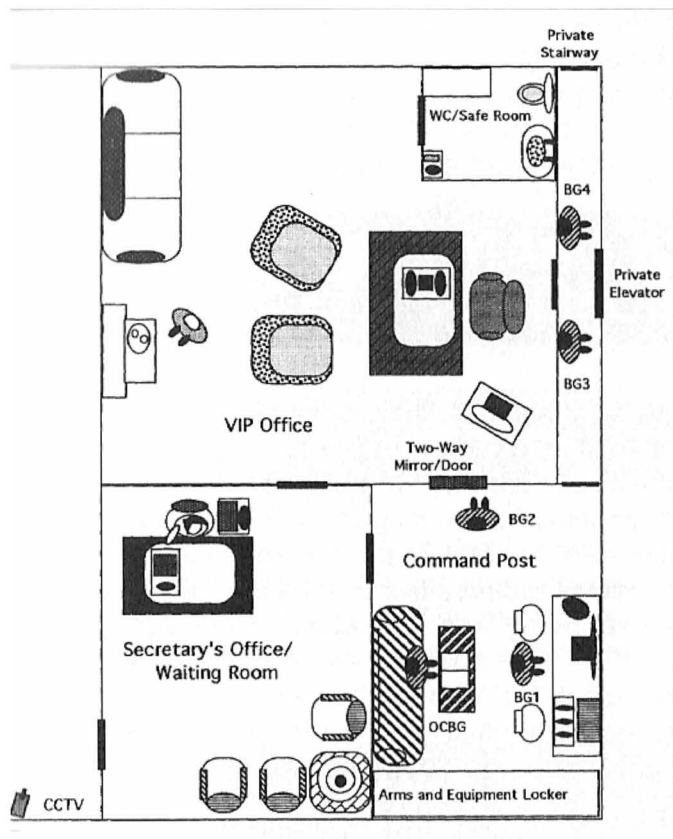 Private
Stairway
WC/Safe Room
BG4
Private
Elevator
BG3
VIP Office
Two-Way
Mirror/Door
BG2
Command Post
Secretary's Office/
Waiting Room
BG1
OCBG
Arms and Equipment Locker
CCTV